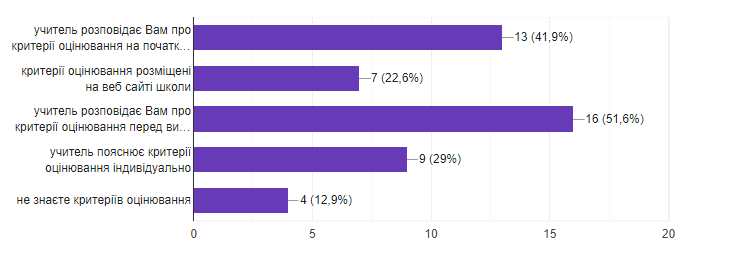 учитель розповідає Вам про
критерії оцінювання на початк...
13 (41,9%)
критерії оцінювання розміщені
на веб сайті школи
7 (22,6%)
учитель розповідає Вам про
критерії оцінювання перед ви...
16 (51,6%)
учитель пояснює критерії
оцінювання індивідуально
9 (29%)
не знаєте критеріїв оцінювання
4 (12,9%)
0 5 10 15 20